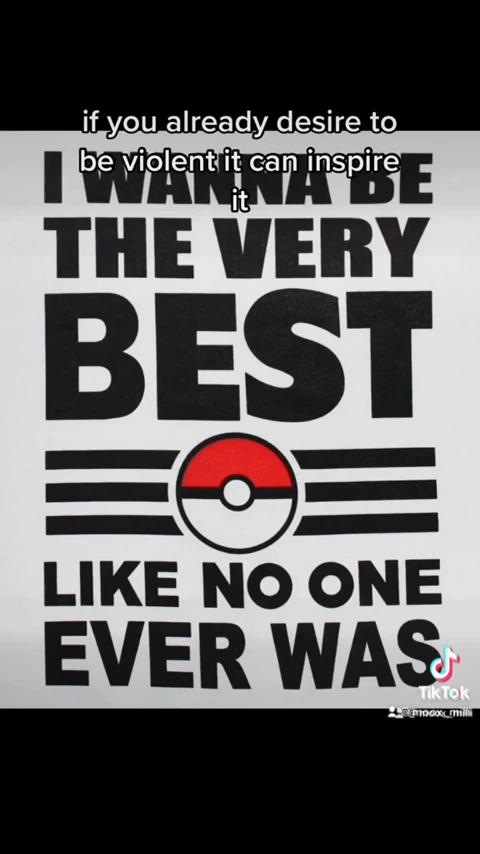 if you already desire to
be violent it can inspire
it
I WANNA BE
THE VERY
BEST
LIKE NO ONE
EVER WAS
TikTok